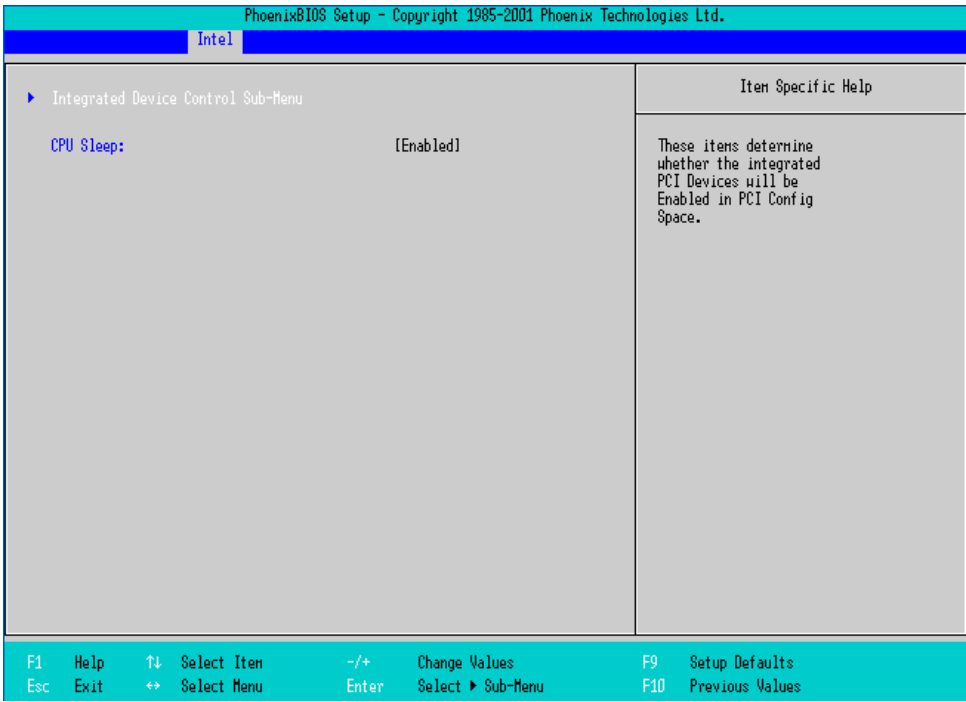 PhoenixBIOS Setup - Copyright 1985-2001 Phoenix Technologies Ltd.
Intel
Integrated Device Control Sub-Menu
CPU Sleep: [Enabled]
Item Specific Help
These items determine
whether the integrated
PCI Devices will be
Enabled in PCI Config
Space.
F1 Help ↑↓ Select Item -/+ Change Values F9 Setup Defaults
Esc Exit ↔ Select Menu Enter Select ▶ Sub-Menu F10 Previous Values